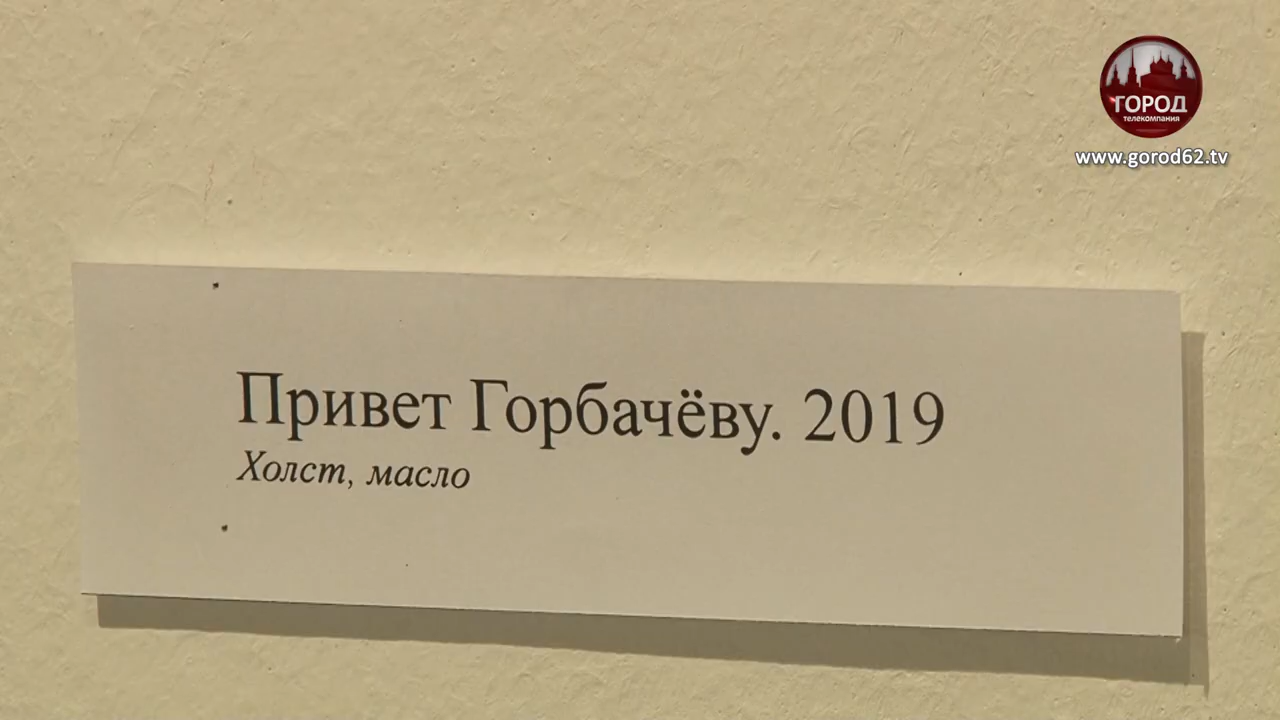 ГОРОД
телекомпания
www.gorod62.tv
Привет Горбачёву. 2019
Холст, масло